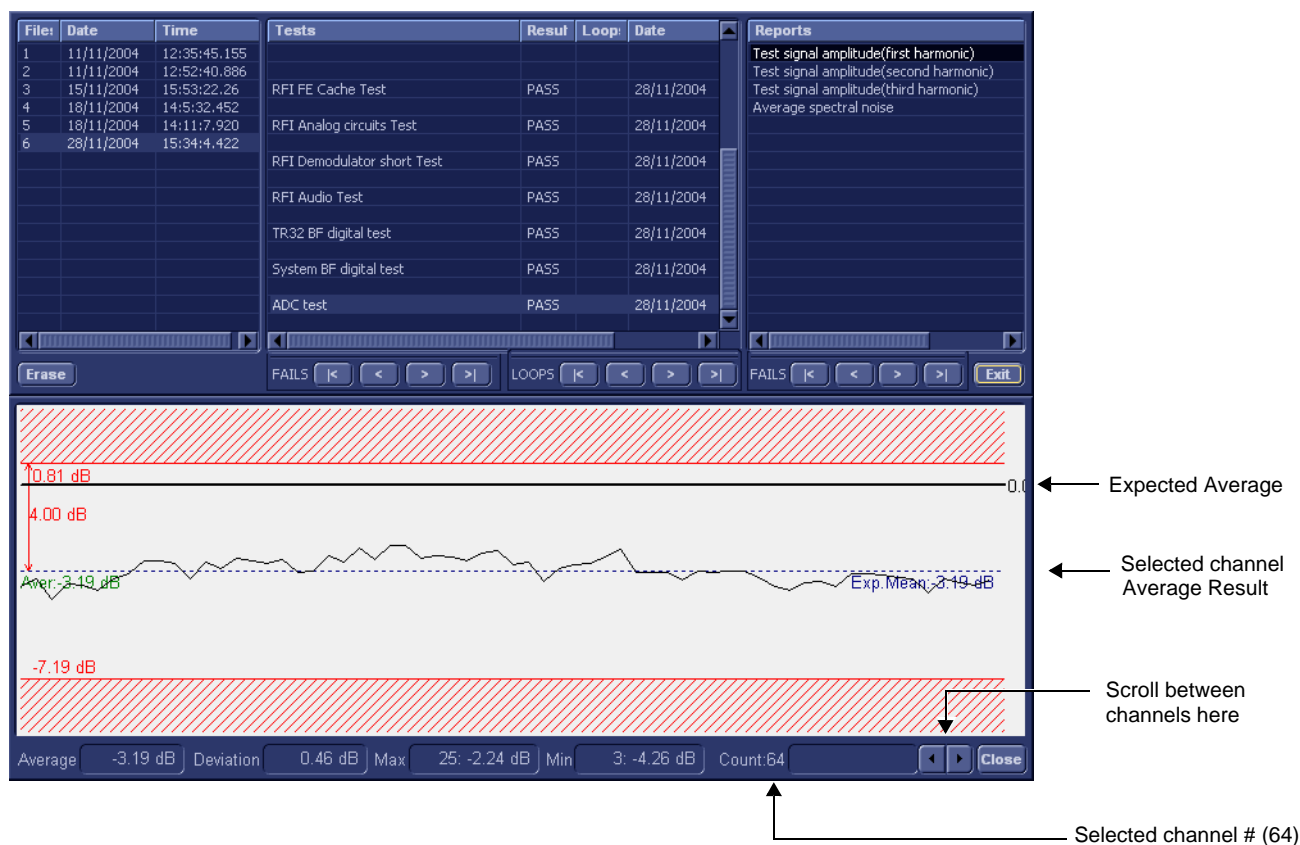 Files Date Time
1 11/11/2004 12:35:45.155
2 11/11/2004 12:52:40.886
3 15/11/2004 15:53:22.26
4 18/11/2004 14:5:32.452
5 18/11/2004 14:11:7.920
6 28/11/2004 15:34:4.422
Erase
Tests Resul Loop: Date
RFI FE Cache Test PASS 28/11/2004
RFI Analog circuits Test PASS 28/11/2004
RFI Demodulator short Test PASS 28/11/2004
RFI Audio Test PASS 28/11/2004
TR32 BF digital test PASS 28/11/2004
System BF digital test PASS 28/11/2004
ADC test PASS 28/11/2004
FAILS |< < > >| LOOPS |< < > >|
Reports
Test signal amplitude(first harmonic)
Test signal amplitude(second harmonic)
Test signal amplitude(third harmonic)
Average spectral noise
FAILS |< < > >| Exit
0.81 dB
0.0
4.00 dB
Aver:-3.19 dB
Exp.Mean:-3.19 dB
-7.19 dB
Average -3.19 dB Deviation 0.46 dB Max 25: -2.24 dB Min 3: -4.26 dB Count:64 Close
Expected Average
Selected channel
Average Result
Scroll between
channels here
Selected channel # (64)